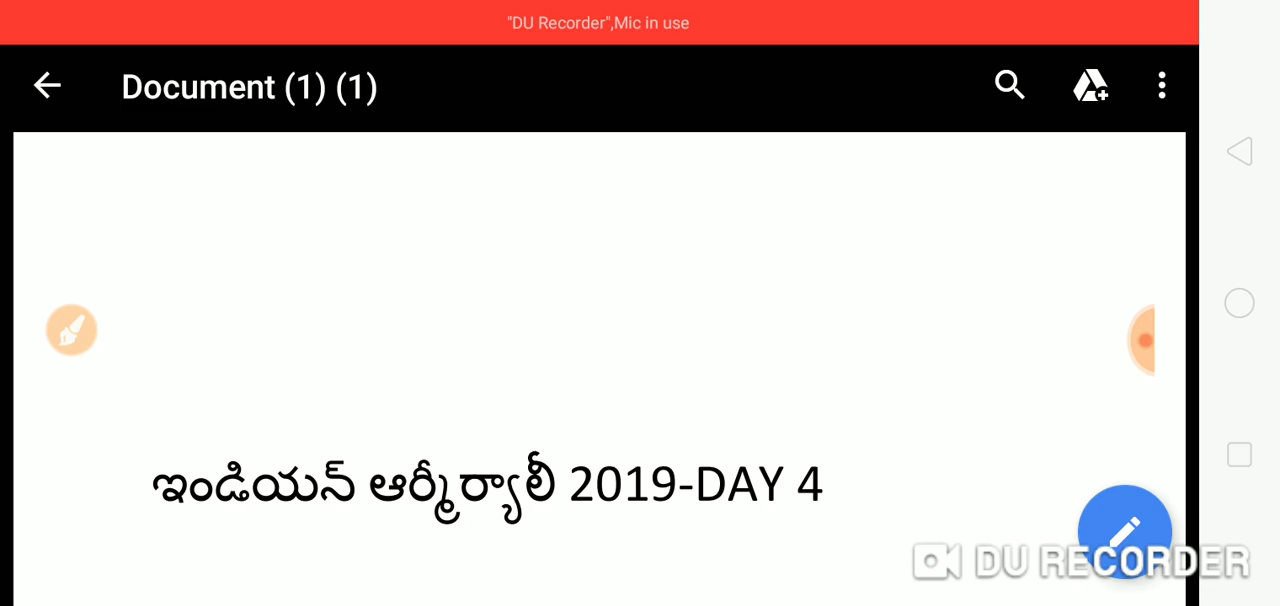 "DU Recorder",Mic in use
Document (1) (1)
ఇండియన్ ఆర్మీర్యాలీ 2019-DAY 4
DU RECORDER